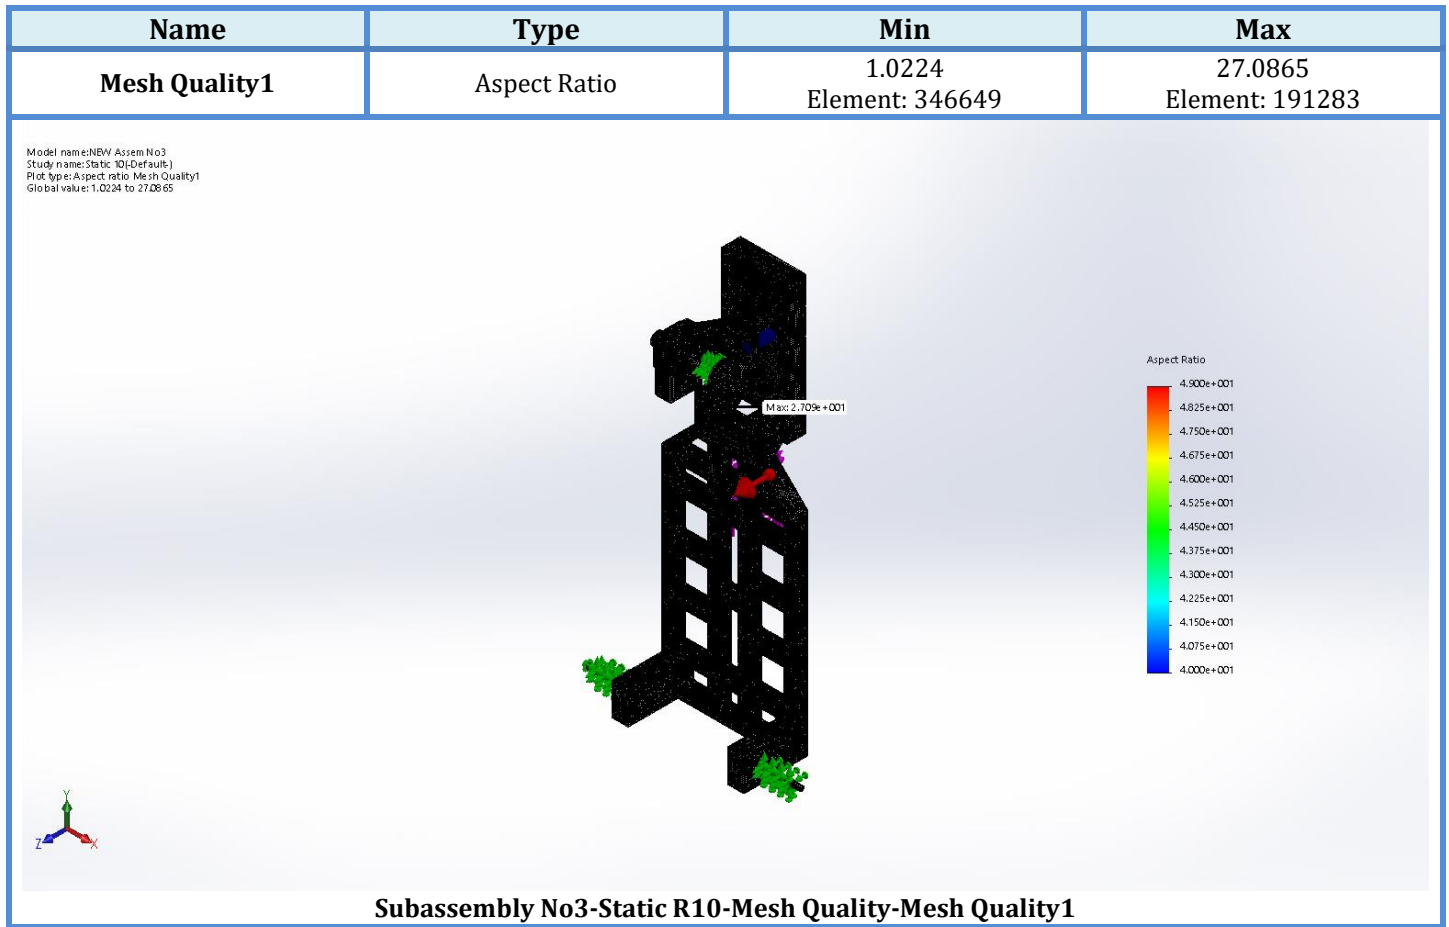 Name Type Min Max
Mesh Quality1 Aspect Ratio 1.0224 27.0865
Element: 346649 Element: 191283
Model name:NEW Assem No3
Study name:Static 10(-Default-)
Plot type:Aspect ratio Mesh Quality1
Global value: 1.0224 to 27.0865
Aspect Ratio
4.900e+001
4.825e+001
4.750e+001
4.675e+001
4.600e+001
4.525e+001
4.450e+001
4.375e+001
4.300e+001
4.225e+001
4.150e+001
4.075e+001
4.000e+001
Max: 2.709e+001
Y
Z
X
Subassembly No3-Static R10-Mesh Quality-Mesh Quality1